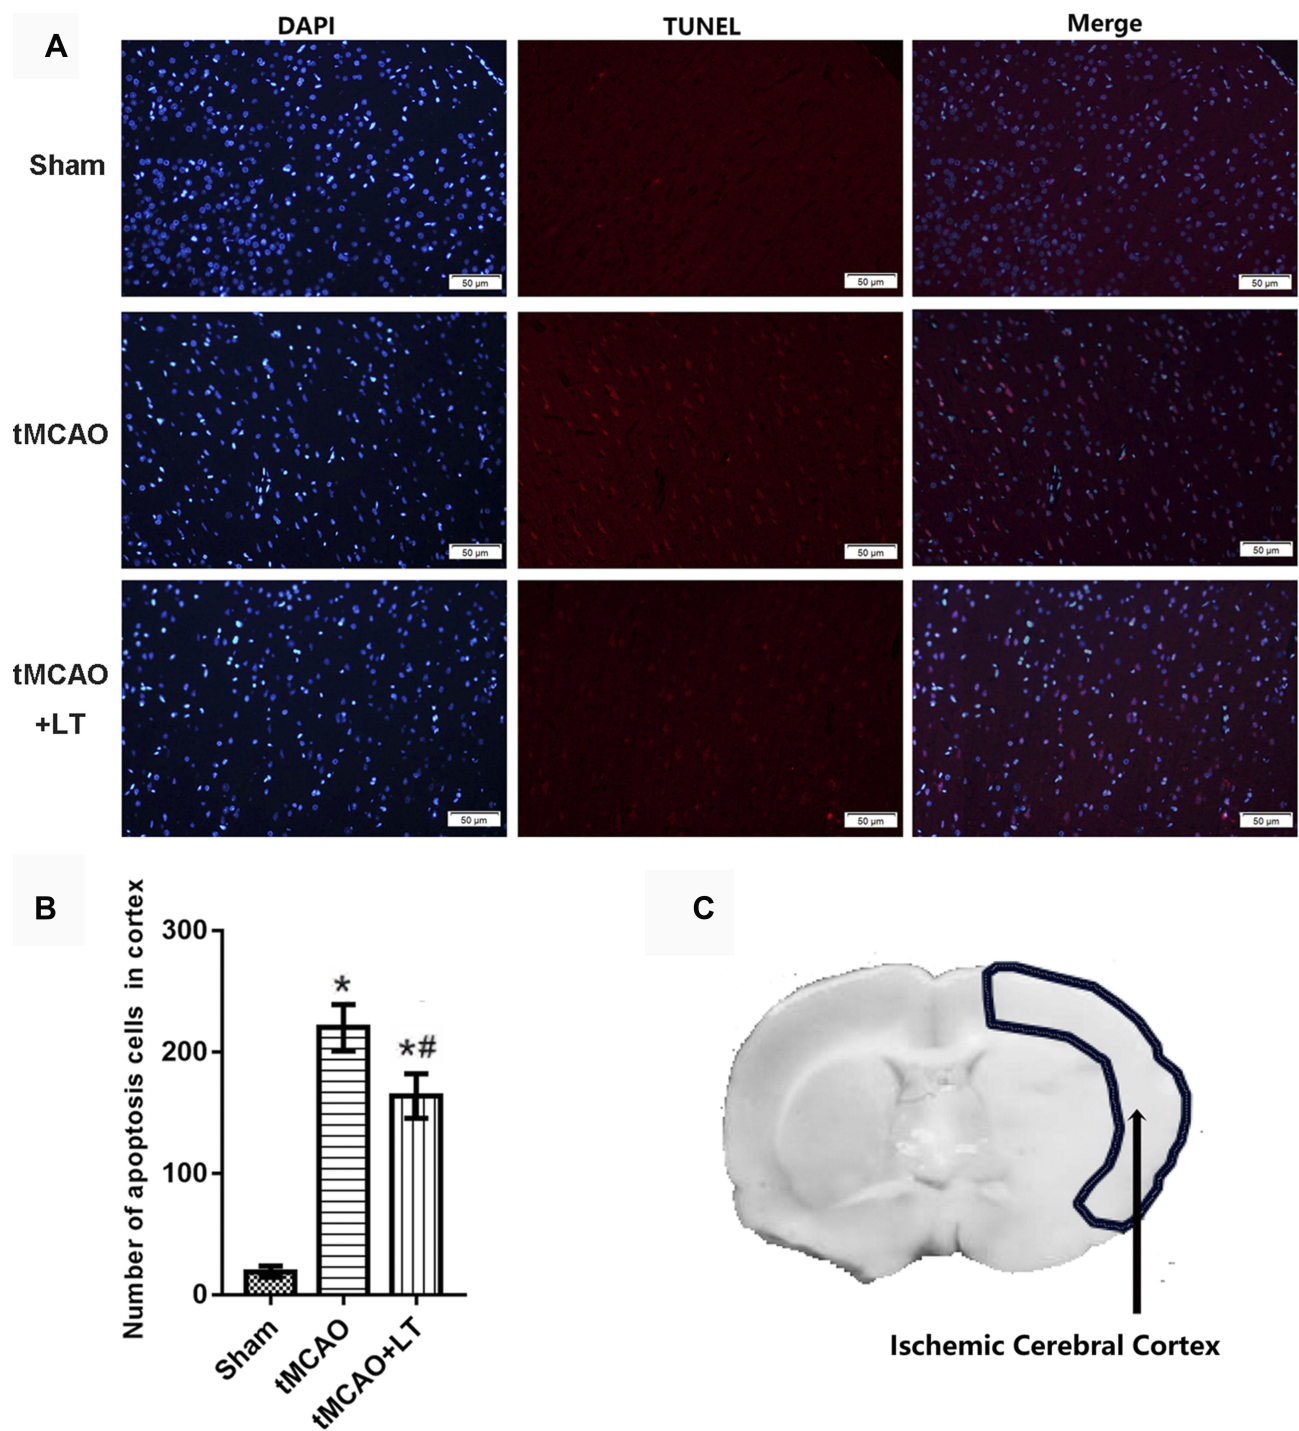 A
DAPI
TUNEL
Merge
Sham
50 µm
50 µm
50 µm
tMCAO
50 µm
50 µm
50 µm
tMCAO
+LT
50 µm
50 µm
50 µm
B
Number of apoptosis cells in cortex
300
200
100
0
*
*#
Sham
tMCAO
tMCAO+LT
C
Ischemic Cerebral Cortex